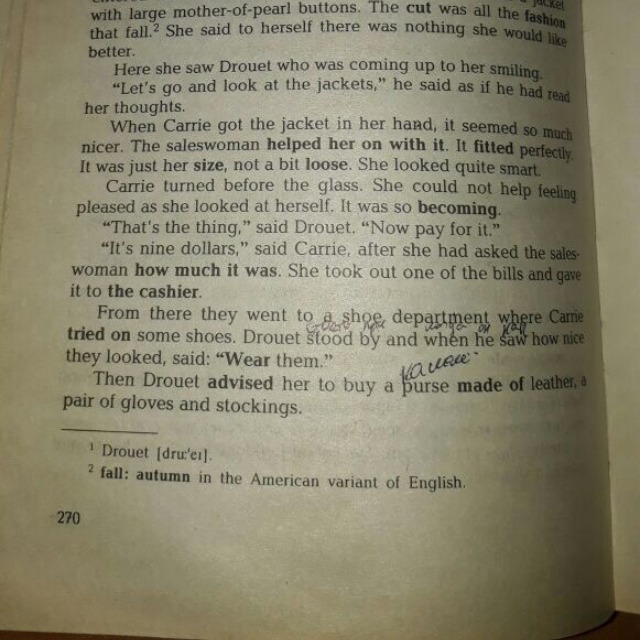 jacket
with large mother-of-pearl buttons. The cut was all the fashion
that fall.² She said to herself there was nothing she would like
better.
Here she saw Drouet who was coming up to her smiling.
“Let's go and look at the jackets,” he said as if he had read
her thoughts.
When Carrie got the jacket in her hand, it seemed so much
nicer. The saleswoman helped her on with it. It fitted perfectly.
It was just her size, not a bit loose. She looked quite smart.
Carrie turned before the glass. She could not help feeling
pleased as she looked at herself. It was so becoming.
“That's the thing,” said Drouet. “Now pay for it.”
“It's nine dollars,” said Carrie, after she had asked the sales-
woman how much it was. She took out one of the bills and gave
it to the cashier.
From there they went to a shoe department where Carrie
tried on some shoes. Drouet stood by and when he saw how nice
they looked, said: “Wear them.”
Then Drouet advised her to buy a purse made of leather, a
pair of gloves and stockings.
¹ Drouet [dru:'eɪ].
² fall: autumn in the American variant of English.
270